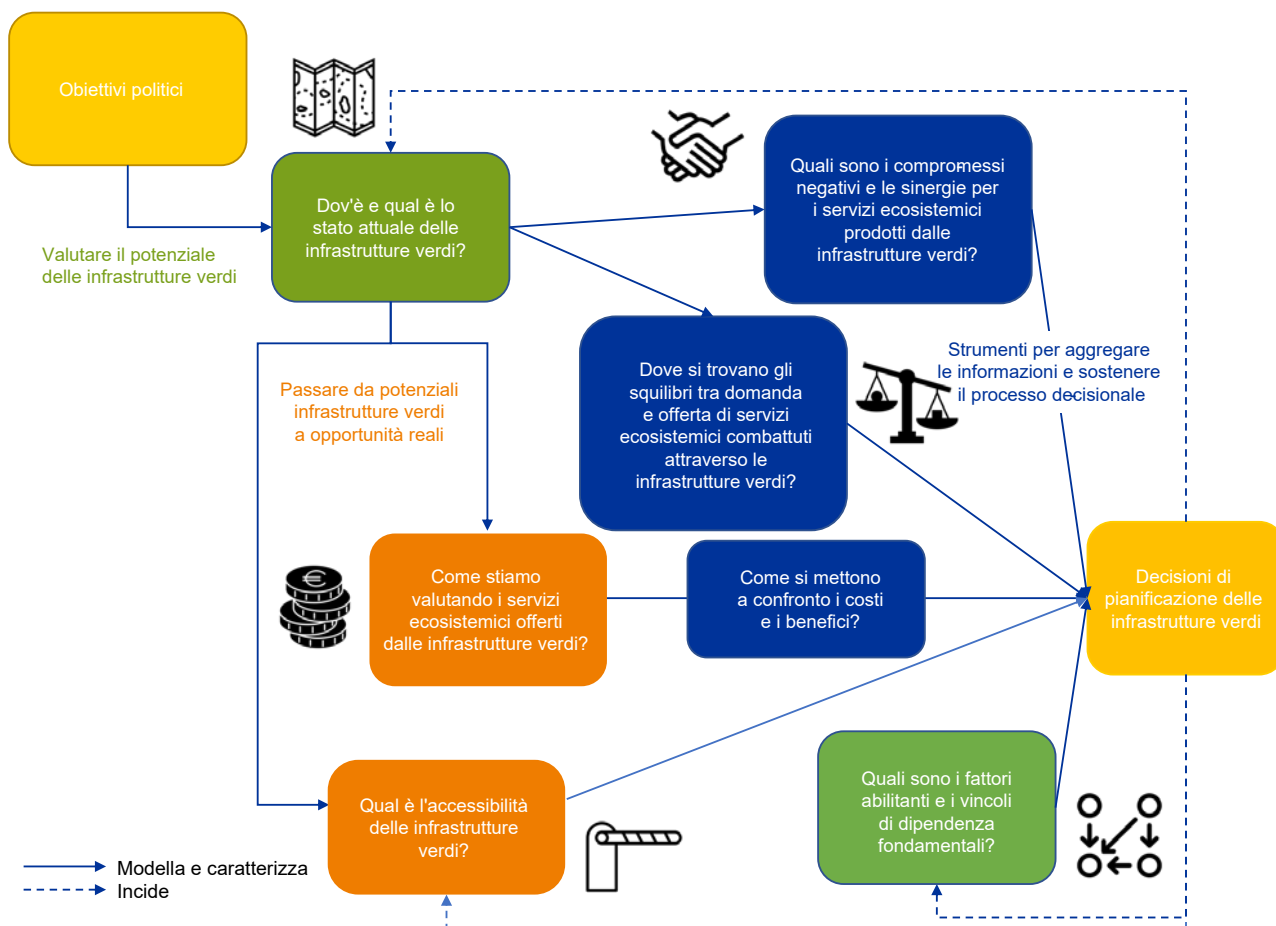 Obiettivi politici
Valutare il potenziale
delle infrastrutture verdi
Dov'è e qual è lo
stato attuale delle
infrastrutture verdi?
Quali sono i compromessi
negativi e le sinergie per
i servizi ecosistemici
prodotti dalle
infrastrutture verdi?
Passare da potenziali
infrastrutture verdi
a opportunità reali
Dove si trovano gli
squilibri tra domanda
e offerta di servizi
ecosistemici combattuti
attraverso le
infrastrutture verdi?
Strumenti per aggregare
le informazioni e sostenere
il processo decisionale
Come stiamo
valutando i servizi
ecosistemici offerti
dalle infrastrutture verdi?
Come si mettono
a confronto i costi
e i benefici?
Decisioni di
pianificazione delle
infrastrutture verdi
Qual è l'accessibilità
delle infrastrutture
verdi?
Quali sono i fattori
abilitanti e i vincoli
di dipendenza
fondamentali?
Modella e caratterizza
Incide